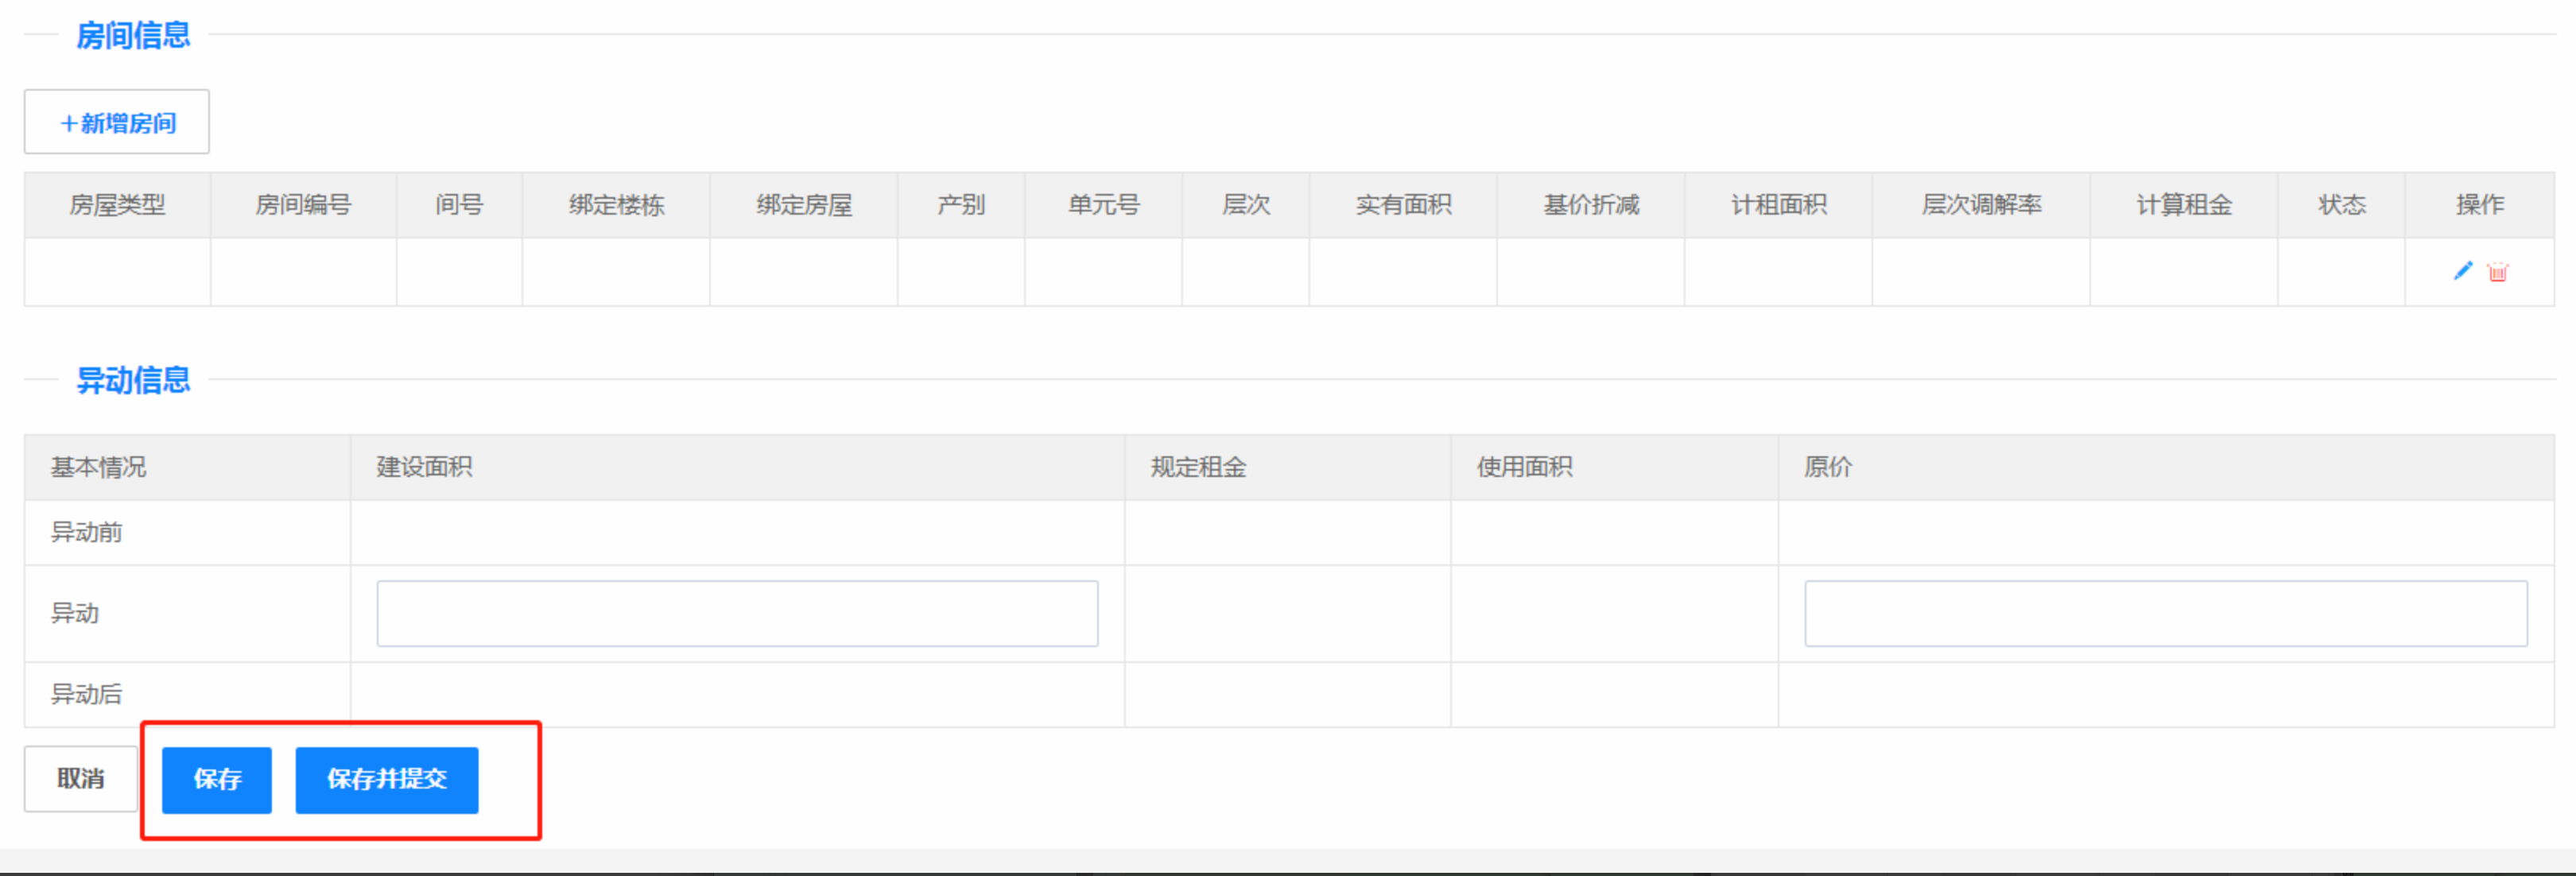 房间信息
+新增房间
房屋类型 房间编号 间号 绑定楼栋 绑定房屋 产别 单元号 层次 实有面积 基价折减 计租面积 层次调解率 计算租金 状态 操作
异动信息
基本情况 建设面积 规定租金 使用面积 原价
异动前
异动
异动后
取消 保存 保存并提交